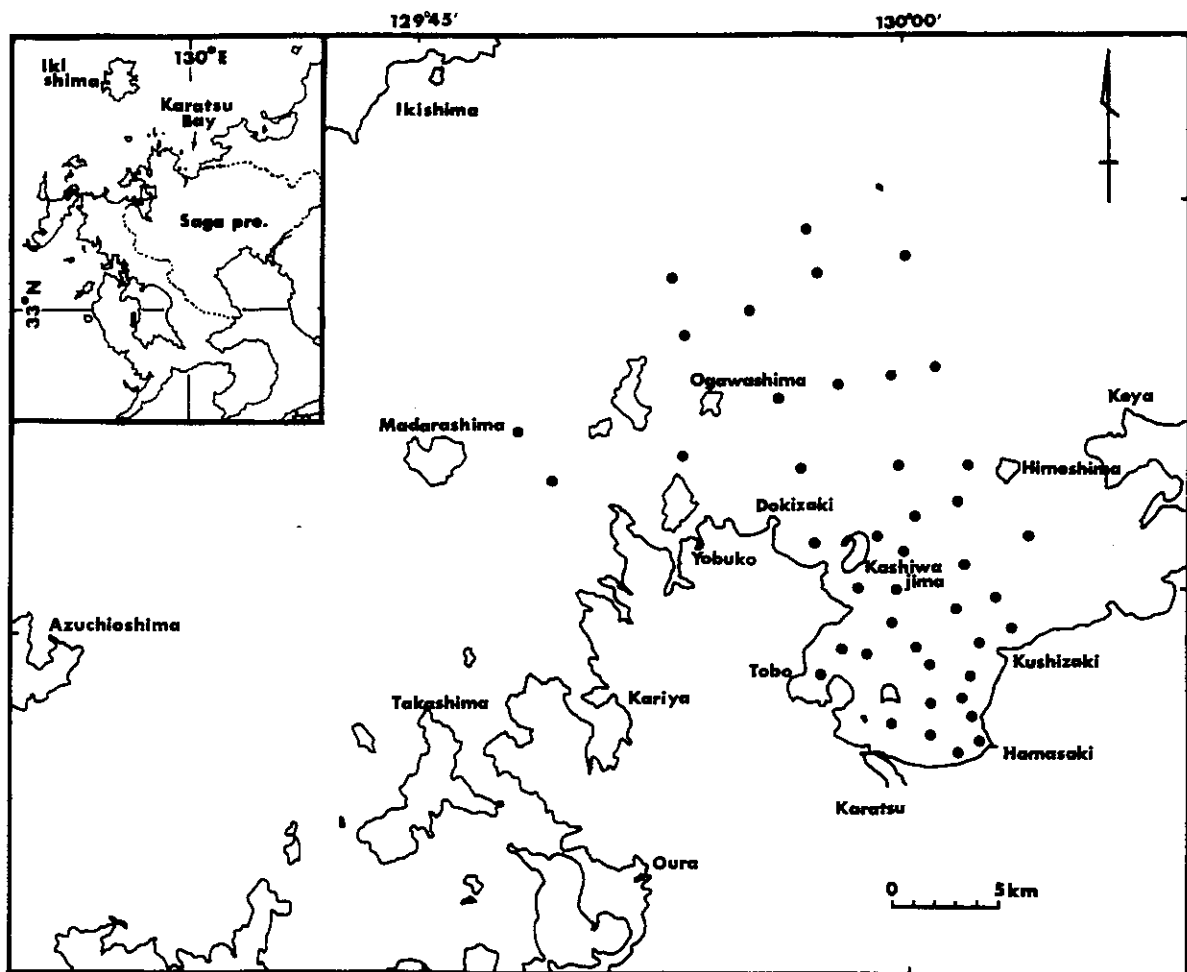 129°45′
130°00′
130°E
Iki
shima
Karatsu
Bay
Saga pre.
33°N
Ikishima
Ogawashima
Keya
Madarashima
Himeshima
Dokizaki
Yobuko
Kashiwa
jima
Azuchioshima
Kushizaki
Tobo
Takashima
Kariya
Hamasaki
Karatsu
Oura
0 5km